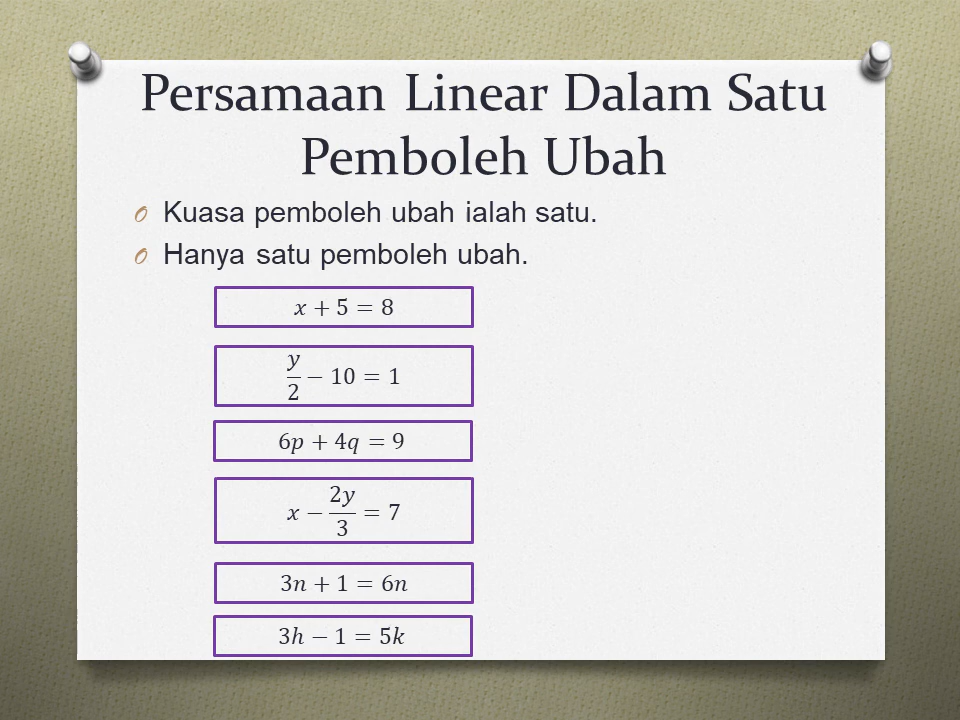 Persamaan Linear Dalam Satu
Pemboleh Ubah
Kuasa pemboleh ubah ialah satu.
Hanya satu pemboleh ubah.
x + 5 = 8
y/2 − 10 = 1
6p + 4q = 9
x − 2y/3 = 7
3n + 1 = 6n
3h − 1 = 5k